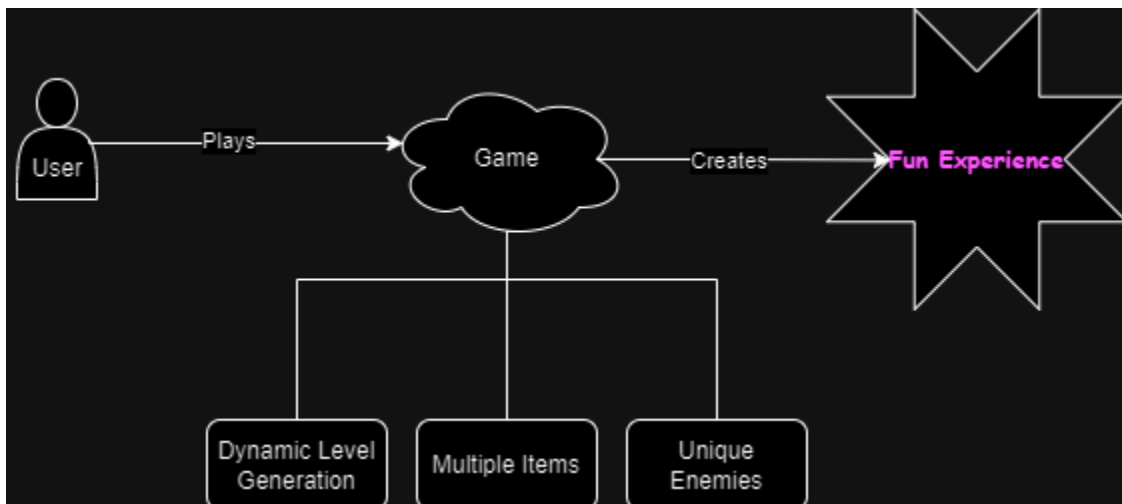 User
Plays
Game
Creates
Fun Experience
Dynamic Level
Generation
Multiple Items
Unique
Enemies